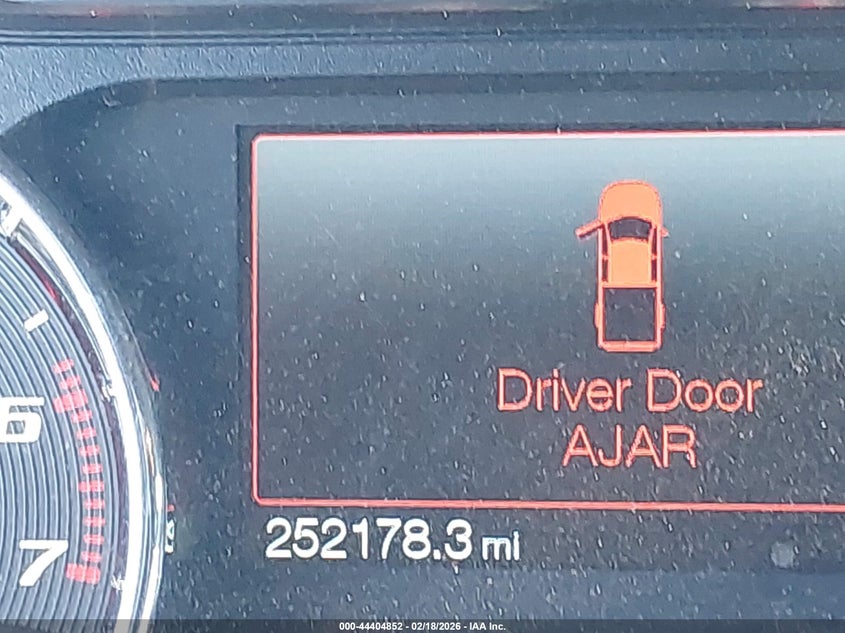 Driver Door
AJAR
6
7
252178.3 mi
000-44404852 - 02/18/2026 - IAA Inc.